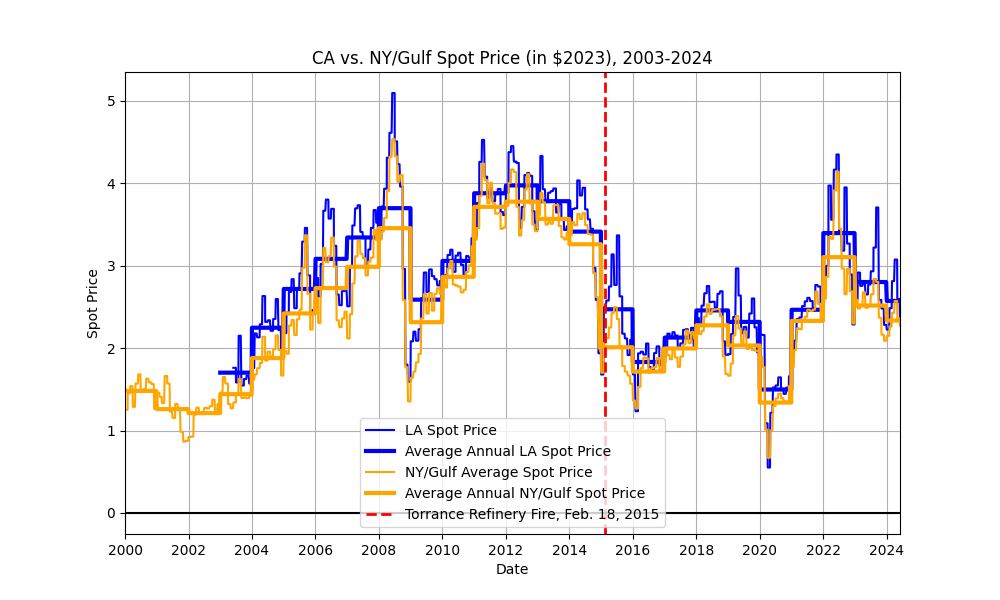 CA vs. NY/Gulf Spot Price (in $2023), 2003-2024
5
4
3
2
1
0
Spot Price
LA Spot Price
Average Annual LA Spot Price
NY/Gulf Average Spot Price
Average Annual NY/Gulf Spot Price
Torrance Refinery Fire, Feb. 18, 2015
2000 2002 2004 2006 2008 2010 2012 2014 2016 2018 2020 2022 2024
Date